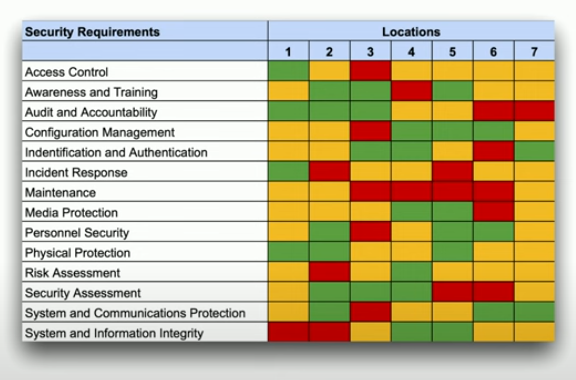 Security Requirements Locations
1 2 3 4 5 6 7
Access Control
Awareness and Training
Audit and Accountability
Configuration Management
Indentification and Authentication
Incident Response
Maintenance
Media Protection
Personnel Security
Physical Protection
Risk Assessment
Security Assessment
System and Communications Protection
System and Information Integrity